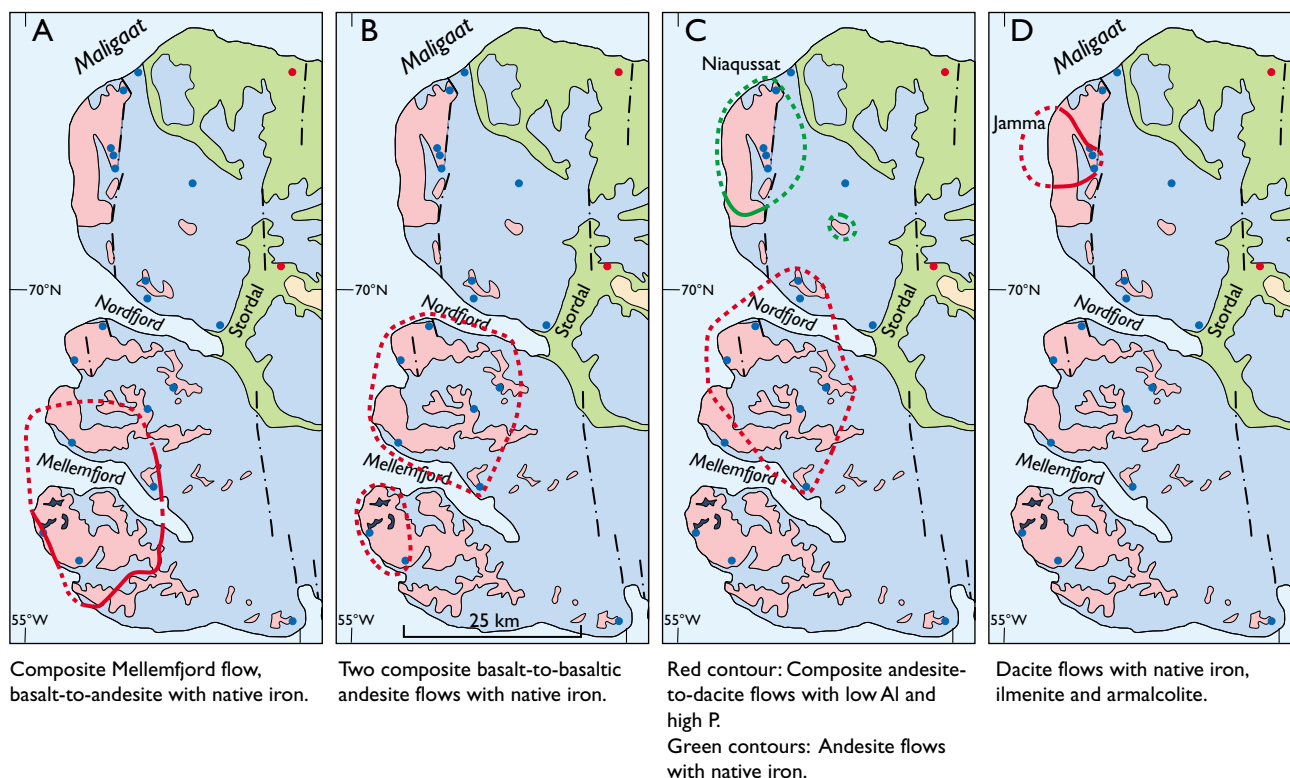 A
Maligaat
70°N
Nordfjord
Stordal
Mellemfjord
55°W
Composite Mellemfjord flow,
basalt-to-andesite with native iron.
B
Maligaat
Nordfjord
Stordal
Mellemfjord
55°W
25 km
Two composite basalt-to-basaltic
andesite flows with native iron.
C
Niaqussat
70°N
Nordfjord
Stordal
Mellemfjord
55°W
Red contour: Composite andesite-
to-dacite flows with low Al and
high P.
Green contours: Andesite flows
with native iron.
D
Maligaat
Jamma
70°N
Nordfjord
Stordal
Mellemfjord
55°W
Dacite flows with native iron,
ilmenite and armalcolite.